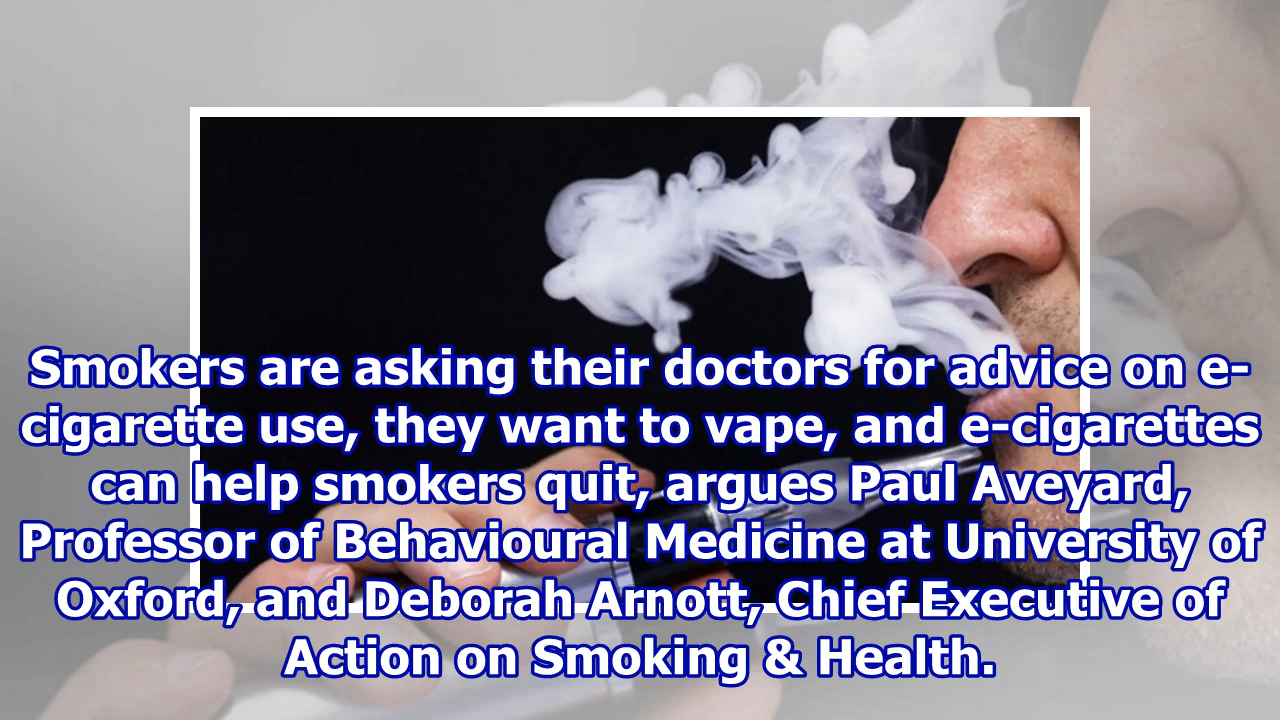 Smokers are asking their doctors for advice on e-
cigarette use, they want to vape, and e-cigarettes
can help smokers quit, argues Paul Aveyard,
Professor of Behavioural Medicine at University of
Oxford, and Deborah Arnott, Chief Executive of
Action on Smoking & Health.